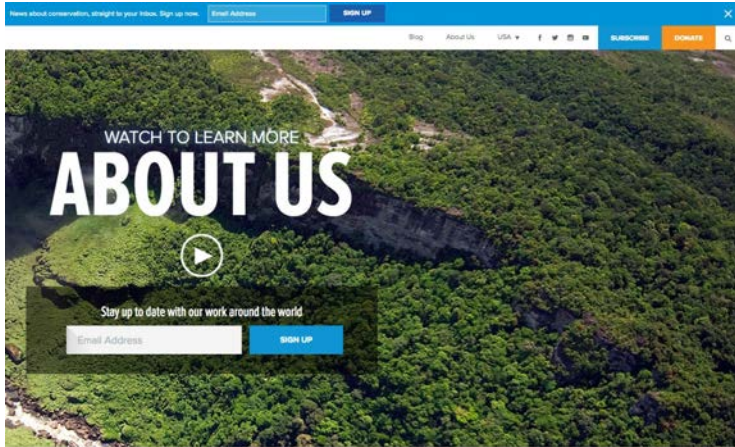 News about conservation, straight to your inbox. Sign up now. Email Address SIGN UP
Blog About Us USA SUBSCRIBE DONATE
WATCH TO LEARN MORE
ABOUT US
Stay up to date with our work around the world
Email Address SIGN UP